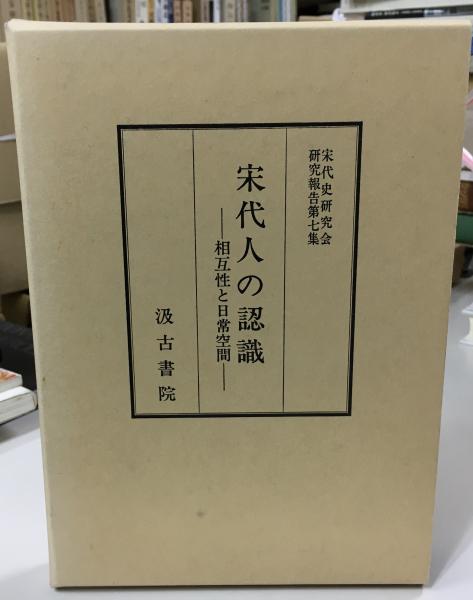 宋代史研究会
研究報告第七集
宋代人の認識
―相互性と日常空間―
汲古書院